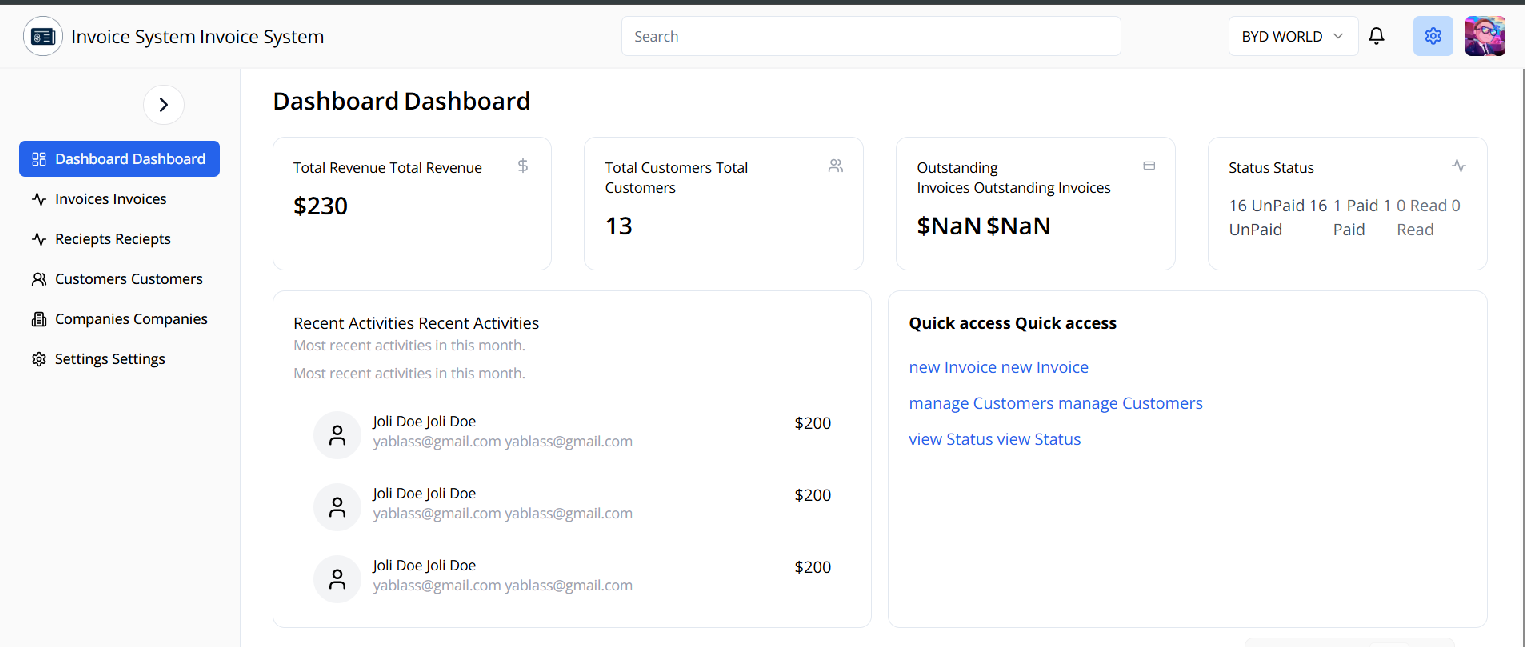 Invoice System Invoice System
Search
BYD WORLD
Dashboard Dashboard
Invoices Invoices
Reciepts Reciepts
Customers Customers
Companies Companies
Settings Settings
Dashboard Dashboard
Total Revenue Total Revenue
$230
Total Customers Total
Customers
13
Outstanding
Invoices Outstanding Invoices
$NaN $NaN
Status Status
16 UnPaid 16
UnPaid
1 Paid 1
Paid
0 Read 0
Read
Recent Activities Recent Activities
Most recent activities in this month.
Most recent activities in this month.
Joli Doe Joli Doe
yablass@gmail.com yablass@gmail.com
$200
Joli Doe Joli Doe
yablass@gmail.com yablass@gmail.com
$200
Joli Doe Joli Doe
yablass@gmail.com yablass@gmail.com
$200
Quick access Quick access
new Invoice new Invoice
manage Customers manage Customers
view Status view Status